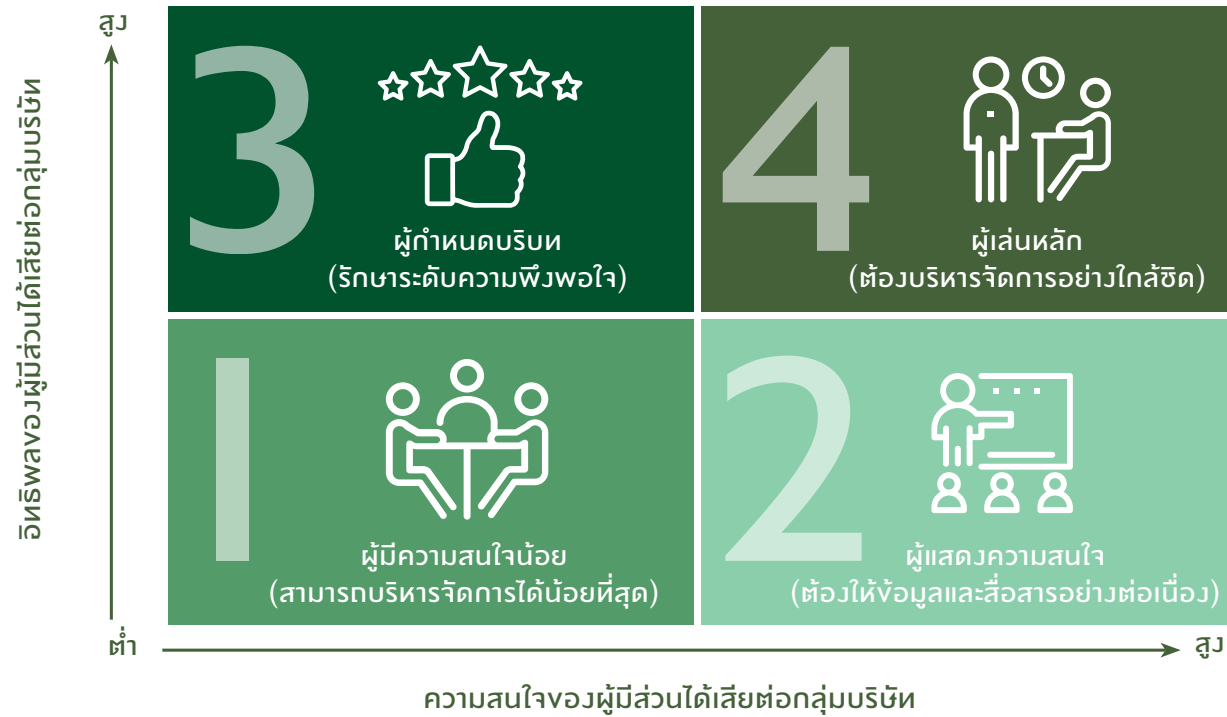 สูง
อิทธิพลของผู้มีส่วนได้เสียต่อกลุ่มบริษัท
3
ผู้กำหนดบริบท
(รักษาระดับความพึงพอใจ)
4
ผู้เล่นหลัก
(ต้องบริหารจัดการอย่างใกล้ชิด)
1
ผู้มีความสนใจน้อย
(สามารถบริหารจัดการได้น้อยที่สุด)
2
ผู้แสดงความสนใจ
(ต้องให้ข้อมูลและสื่อสารอย่างต่อเนื่อง)
ต่ำ
สูง
ความสนใจของผู้มีส่วนได้เสียต่อกลุ่มบริษัท